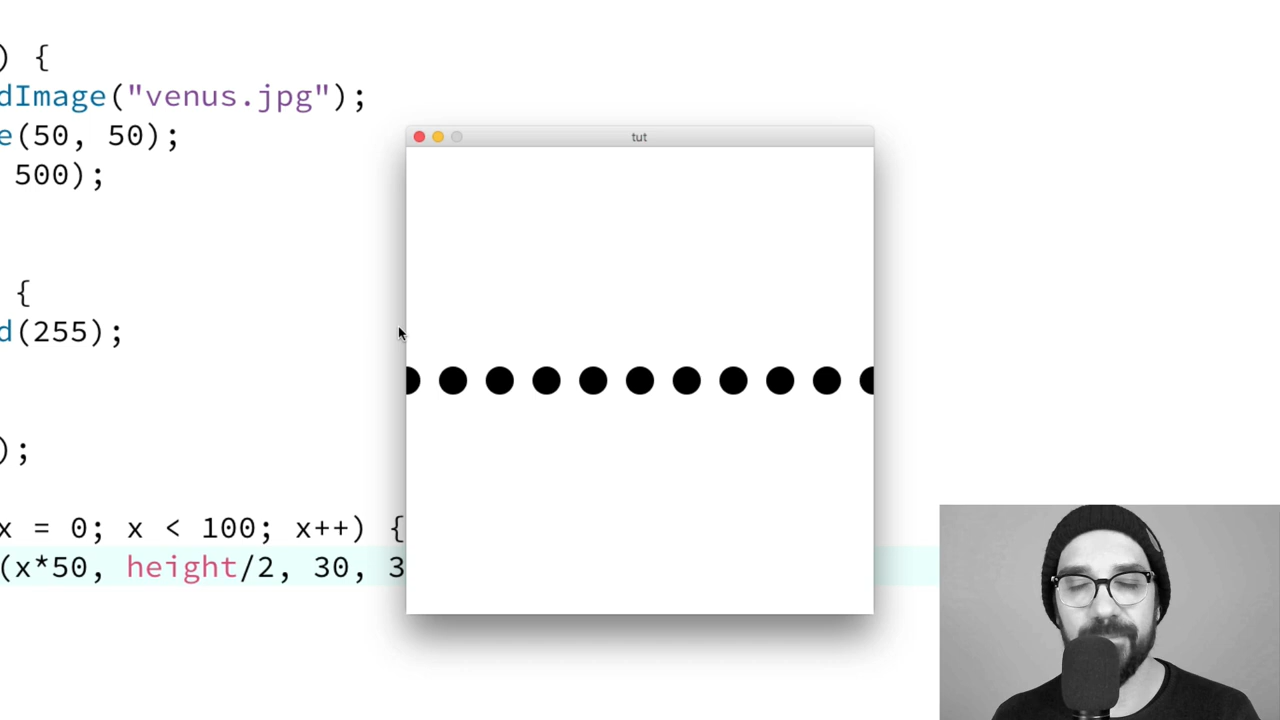 ) {
dImage("venus.jpg");
e(50, 50);
500);
tut
{
d(255);
);
x = 0; x < 100; x++) {
(x*50, height/2, 30, 3